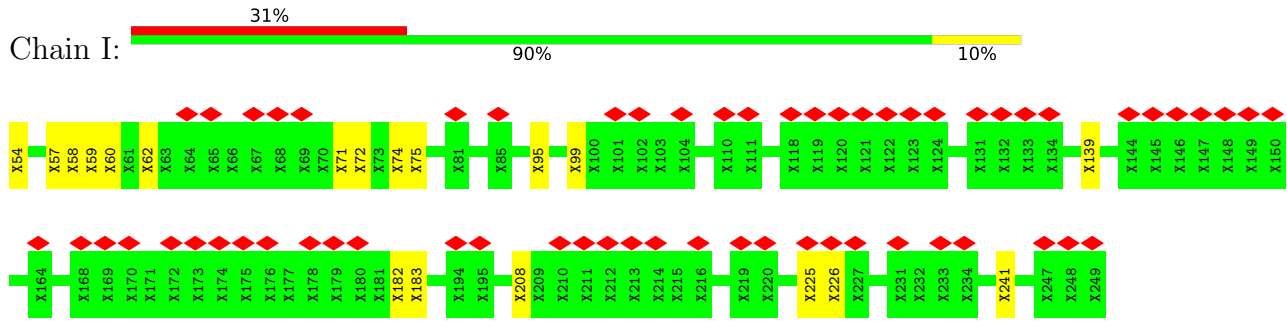 31%
Chain I:
90%
10%
X54 X57 X58 X59 X60 X61 X62 X63 X64 X65 X66 X67 X68 X69 X70 X71 X72 X73 X74 X75 X81 X85 X95 X99 X100 X101 X102 X103 X104 X110 X111 X118 X119 X120 X121 X122 X123 X124 X131 X132 X133 X134 X139 X144 X145 X146 X147 X148 X149 X150
X164 X168 X169 X170 X171 X172 X173 X174 X175 X176 X177 X178 X179 X180 X181 X182 X183 X194 X195 X208 X209 X210 X211 X212 X213 X214 X215 X216 X219 X220 X225 X226 X227 X231 X232 X233 X234 X241 X247 X248 X249